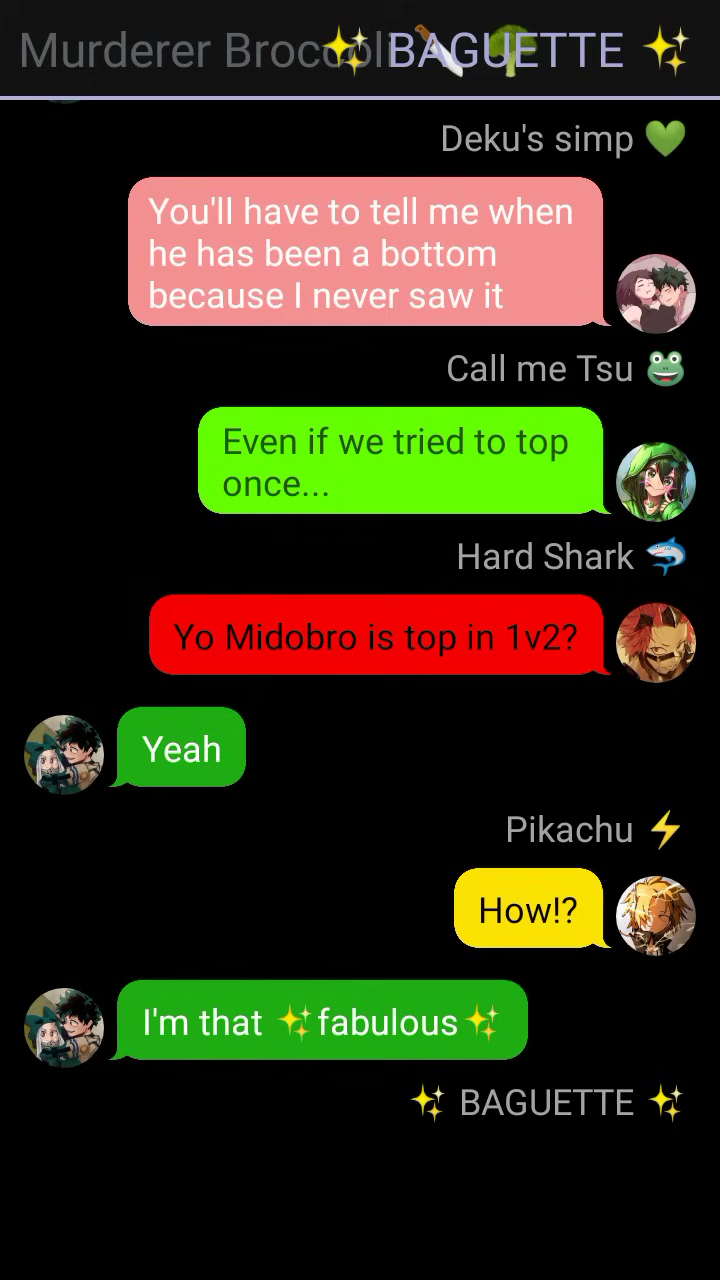 Murderer Broccoli 🔪🥦 ✨ BAGUETTE ✨
Deku's simp 💚
You'll have to tell me when
he has been a bottom
because I never saw it
Call me Tsu 🐸
Even if we tried to top
once...
Hard Shark 🦈
Yo Midobro is top in 1v2?
Yeah
Pikachu ⚡
How!?
I'm that ✨fabulous✨
✨ BAGUETTE ✨